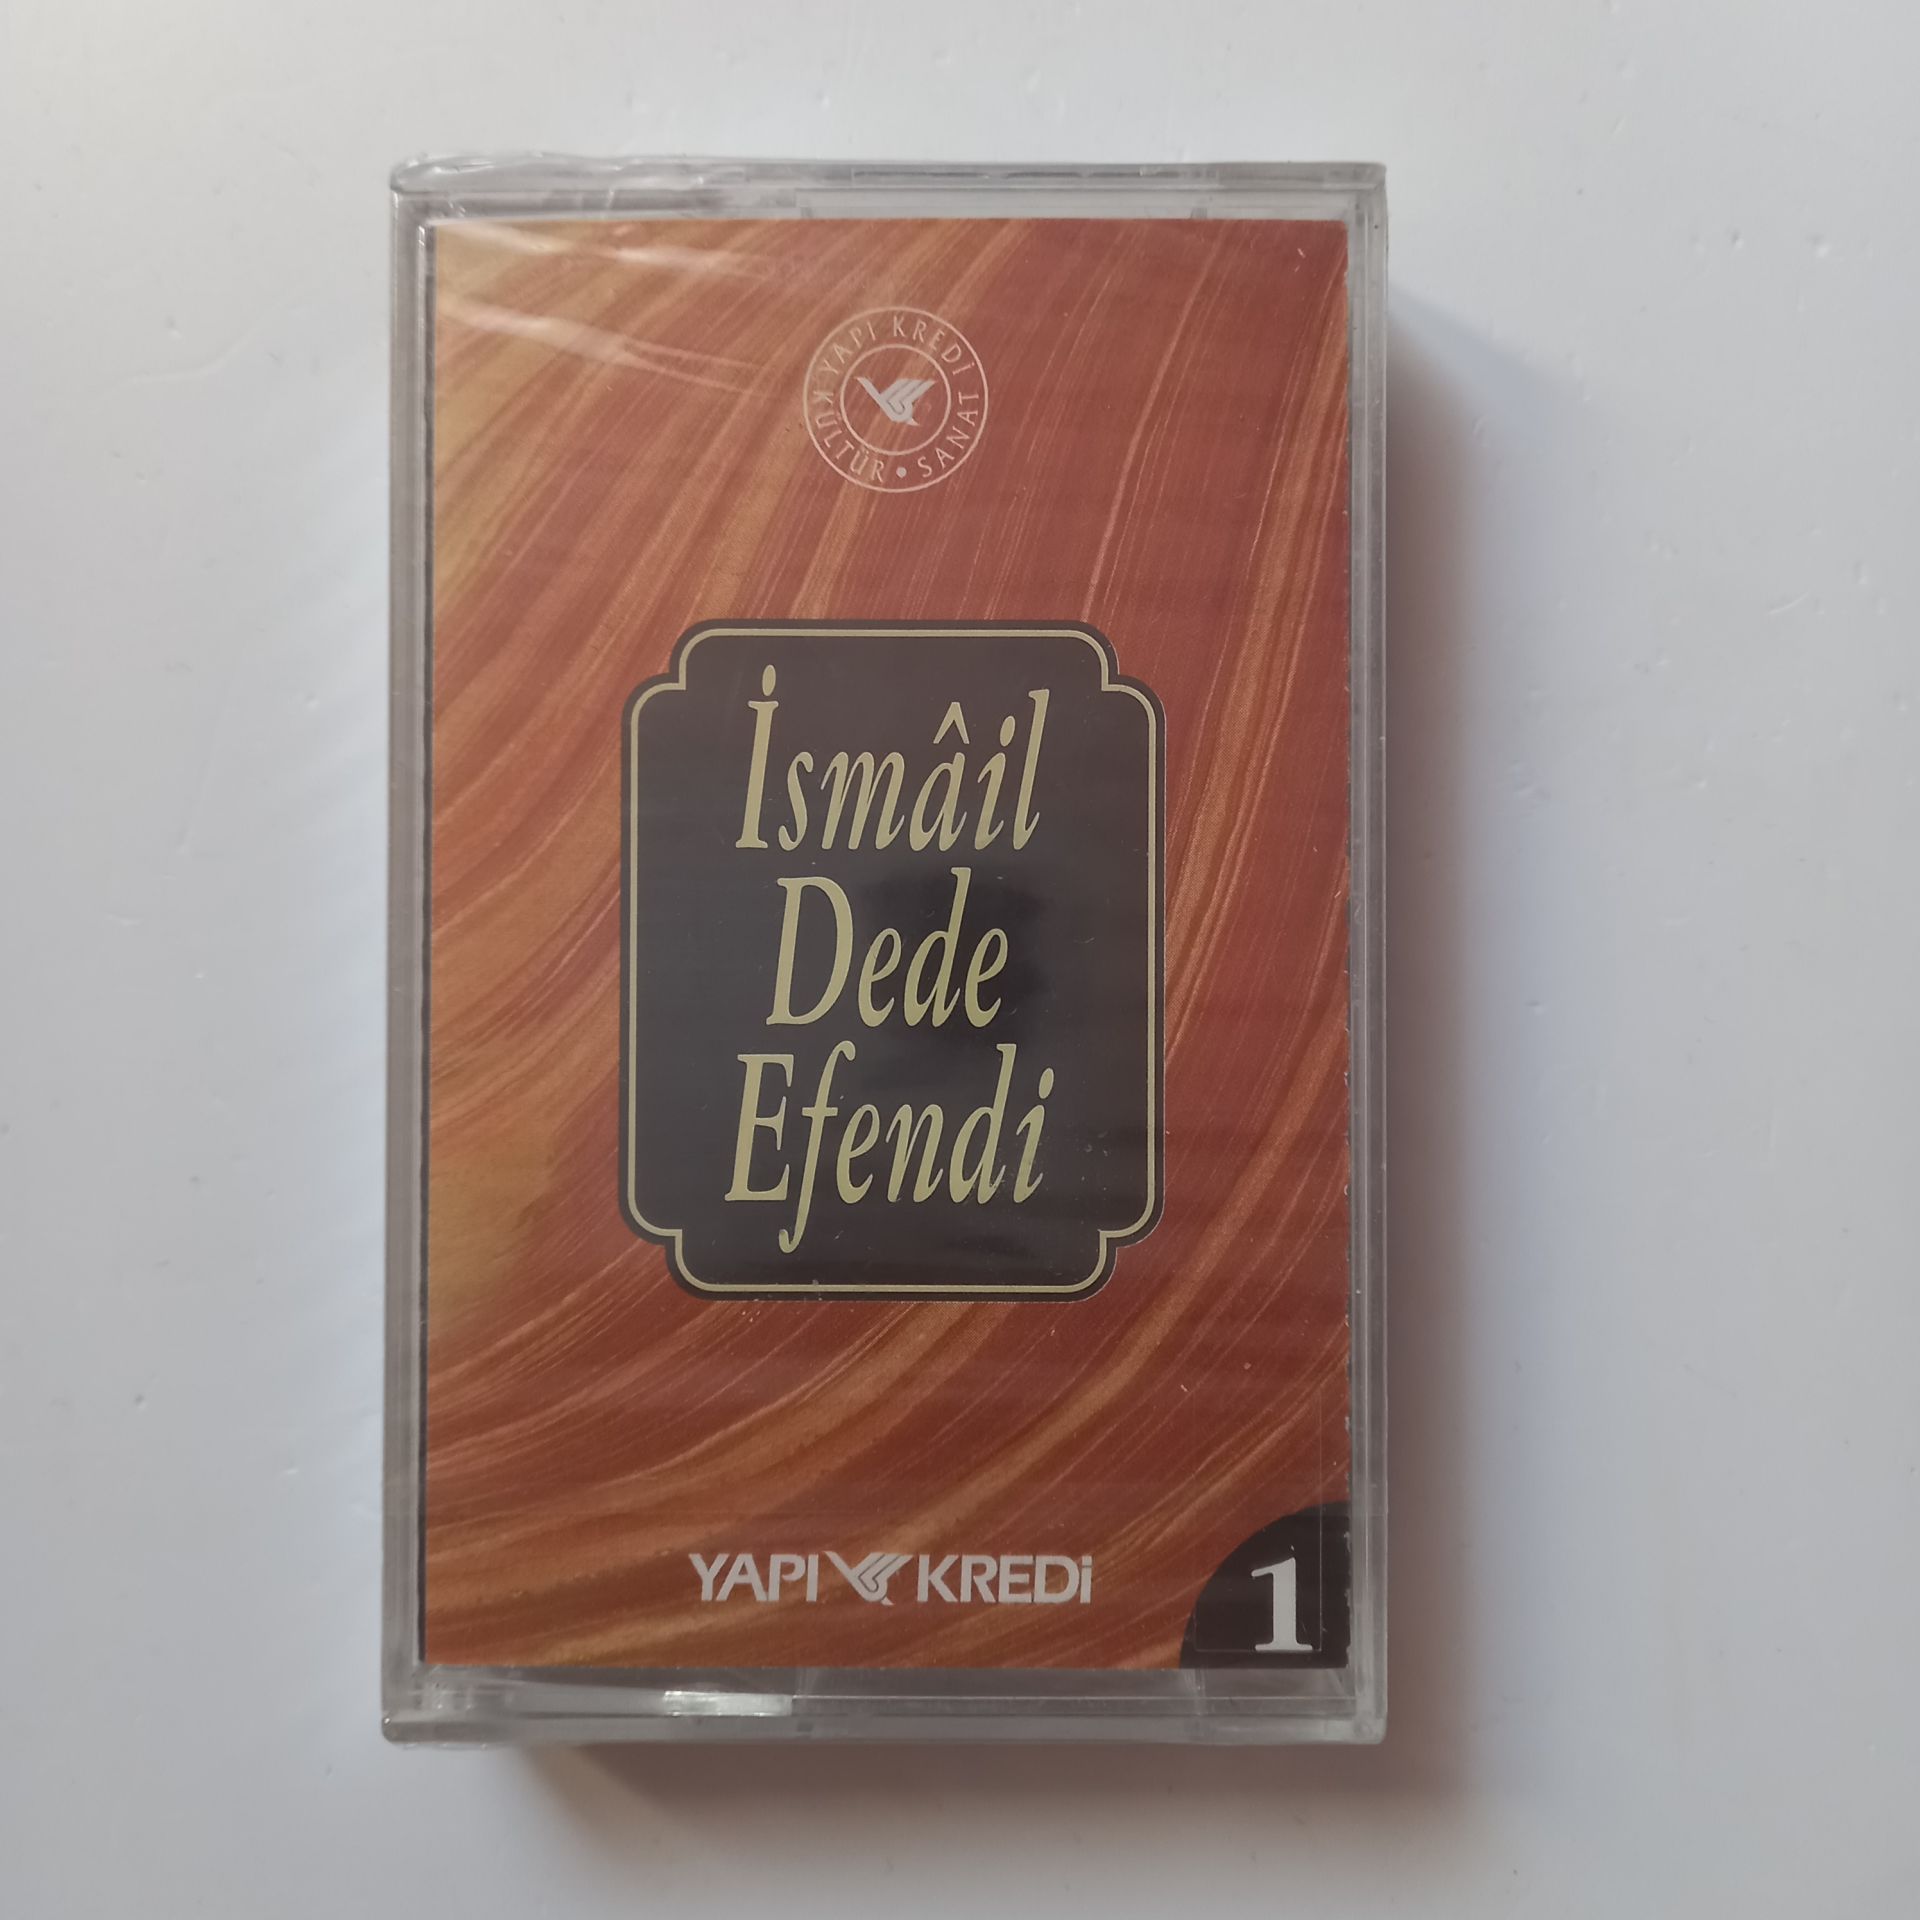 YAPI KREDİ
KÜLTÜR • SANAT
İsmâil
Dede
Efendi
YAPI KREDİ
1